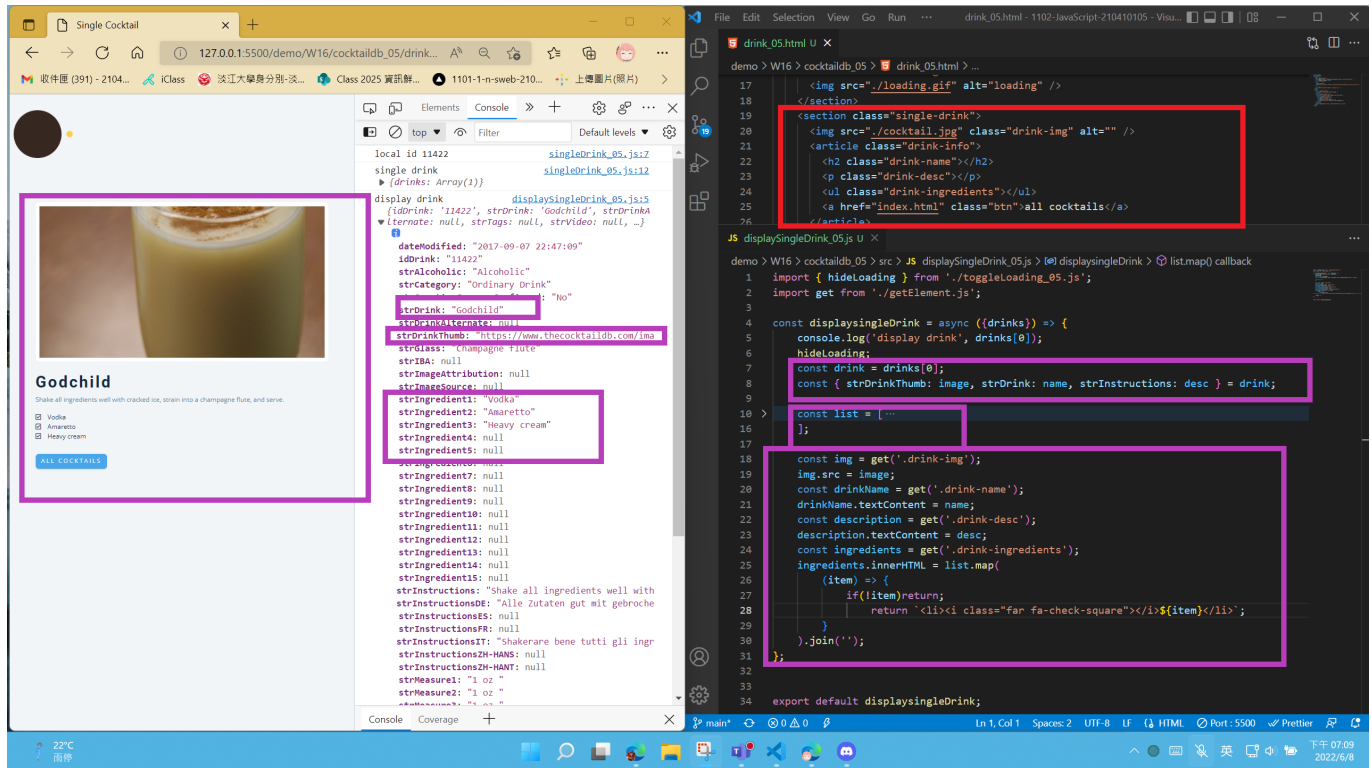 Single Cocktail
127.0.0.1:5500/demo/W16/cocktaildb_05/drink...
收件匣 (391) - 2104...
iClass
淡江大學身分別-淡...
Class 2025 資訊鮮...
1101-1-n-sweb-210...
上傳圖片(照片)
Godchild
Shake all ingredients well with cracked ice, strain into a champagne flute, and serve.
Vodka
Amaretto
Heavy cream
ALL COCKTAILS
Elements
Console
top
Filter
Default levels
local id 11422 singleDrink_05.js:7
single drink singleDrink_05.js:12
{drinks: Array(1)}
display drink displaySingleDrink_05.js:5
{idDrink: '11422', strDrink: 'Godchild', strDrinkA
lternate: null, strTags: null, strVideo: null, …}
dateModified: "2017-09-07 22:47:09"
idDrink: "11422"
strAlcoholic: "Alcoholic"
strCategory: "Ordinary Drink"
: "No"
strDrink: "Godchild"
strDrinkAlternate: null
strDrinkThumb: "https://www.thecocktaildb.com/ima
strGlass: "Champagne flute"
strIBA: null
strImageAttribution: null
strImageSource: null
strIngredient1: "Vodka"
strIngredient2: "Amaretto"
strIngredient3: "Heavy cream"
strIngredient4: null
strIngredient5: null
strIngredient6: null
strIngredient7: null
strIngredient8: null
strIngredient9: null
strIngredient10: null
strIngredient11: null
strIngredient12: null
strIngredient13: null
strIngredient14: null
strIngredient15: null
strInstructions: "Shake all ingredients well with
strInstructionsDE: "Alle Zutaten gut mit gebroche
strInstructionsES: null
strInstructionsFR: null
strInstructionsIT: "Shakerare bene tutti gli ingr
strInstructionsZH-HANS: null
strInstructionsZH-HANT: null
strMeasure1: "1 oz "
strMeasure2: "1 oz "
strMeasure3: "1 oz "
Console
Coverage
File Edit Selection View Go Run ··· drink_05.html - 1102-JavaScript-210410105 - Visu...
drink_05.html U
demo > W16 > cocktaildb_05 > drink_05.html > ...
17 <img src="./loading.gif" alt="loading" />
18 </section>
19 <section class="single-drink">
20 <img src="./cocktail.jpg" class="drink-img" alt="" />
21 <article class="drink-info">
22 <h2 class="drink-name"></h2>
23 <p class="drink-desc"></p>
24 <ul class="drink-ingredients"></ul>
25 <a href="index.html" class="btn">all cocktails</a>
26 </article>
19
JS displaySingleDrink_05.js U
demo > W16 > cocktaildb_05 > src > JS displaySingleDrink_05.js > displaysingleDrink > list.map() callback
1 import { hideLoading } from './toggleLoading_05.js';
2 import get from './getElement.js';
3
4 const displaysingleDrink = async ({drinks}) => {
5 console.log('display drink', drinks[0]);
6 hideLoading;
7 const drink = drinks[0];
8 const { strDrinkThumb: image, strDrink: name, strInstructions: desc } = drink;
9
10 const list = [···
16 ];
17
18 const img = get('.drink-img');
19 img.src = image;
20 const drinkName = get('.drink-name');
21 drinkName.textContent = name;
22 const description = get('.drink-desc');
23 description.textContent = desc;
24 const ingredients = get('.drink-ingredients');
25 ingredients.innerHTML = list.map(
26 (item) => {
27 if(!item)return;
28 return `<li><i class="far fa-check-square"></i>${item}</li>`;
29 }
30 ).join('');
31 };
32
33
34 export default displaysingleDrink;
main* 0 0 Ln 1, Col 1 Spaces: 2 UTF-8 LF HTML Port : 5500 Prettier
22°C
雨停
英
下午 07:09
2022/6/8